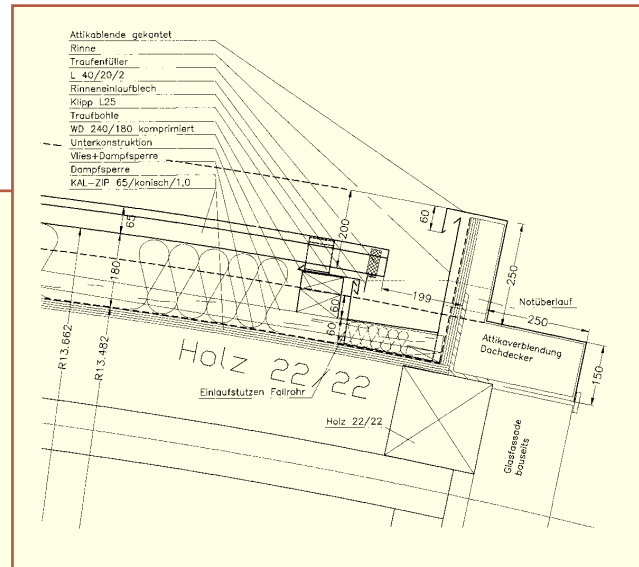 Attikablende gekantet
Rinne
Traufenfüller
L 40/20/2
Rinneneinlaufblech
Klipp L25
Traufbohle
WD 240/180 komprimiert
Unterkonstruktion
Vlies+Dampfsperre
Dampfsperre
KAL-ZIP 65/konisch/1,0
65
200
60
180
250
199
Notüberlauf
250
60
60
Attikaverblendung
Dachdecker
150
R13.662
R13.482
Holz 22/22
Einlaufstutzen Fallrohr
Holz 22/22
Glasfassade
bauseits